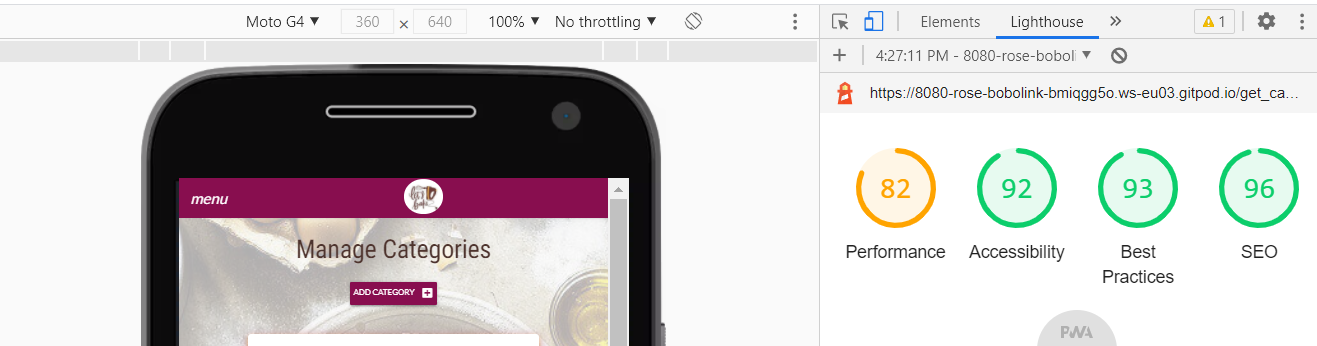 Moto G4 ▼ 360 × 640 100% ▼ No throttling ▼
Elements Lighthouse » 1
+ 4:27:11 PM - 8080-rose-boboli ▼
https://8080-rose-bobolink-bmiqgg5o.ws-eu03.gitpod.io/get_ca…
menu
Manage Categories
ADD CATEGORY
82 92 93 96
Performance Accessibility Best Practices SEO
PWA